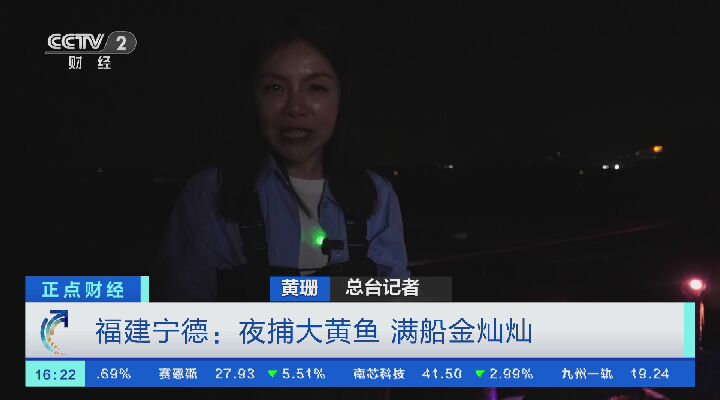 CCTV 2
财经
黄珊 总台记者
正点财经
福建宁德：夜捕大黄鱼 满船金灿灿
16:22 .69% 赛恩斯 27.93 ▼5.51% 南芯科技 41.50 ▼2.99% 九州一轨 19.24